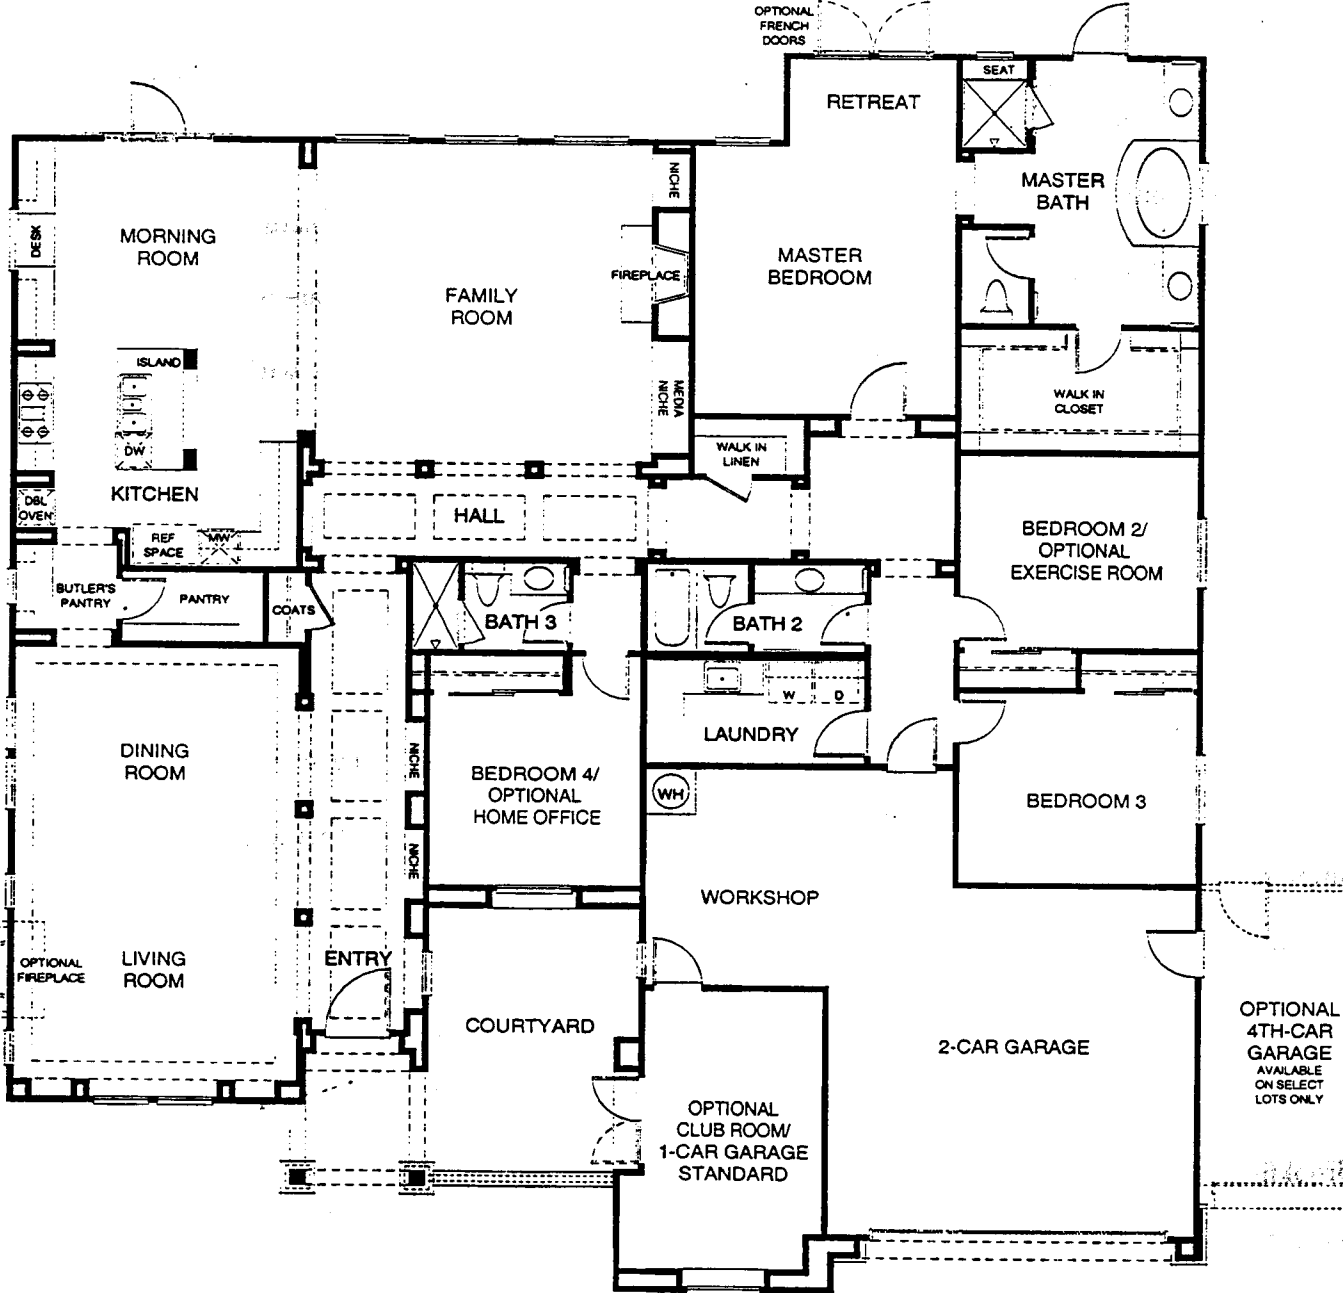 OPTIONAL
FRENCH
DOORS
RETREAT
SEAT
MASTER
BATH
NICHE
MORNING
ROOM
DESK
FAMILY
ROOM
FIREPLACE
MASTER
BEDROOM
ISLAND
DW
MEDIA
NICHE
WALK IN
CLOSET
WALK IN
LINEN
KITCHEN
DBL
OVEN
REF
SPACE
MW
HALL
BEDROOM 2/
OPTIONAL
EXERCISE ROOM
BUTLER'S
PANTRY
PANTRY
COATS
BATH 3
BATH 2
W
D
LAUNDRY
DINING
ROOM
NICHE
BEDROOM 4/
OPTIONAL
HOME OFFICE
WH
BEDROOM 3
NICHE
WORKSHOP
OPTIONAL
FIREPLACE
LIVING
ROOM
ENTRY
COURTYARD
2-CAR GARAGE
OPTIONAL
4TH-CAR
GARAGE
AVAILABLE
ON SELECT
LOTS ONLY
OPTIONAL
CLUB ROOM/
1-CAR GARAGE
STANDARD